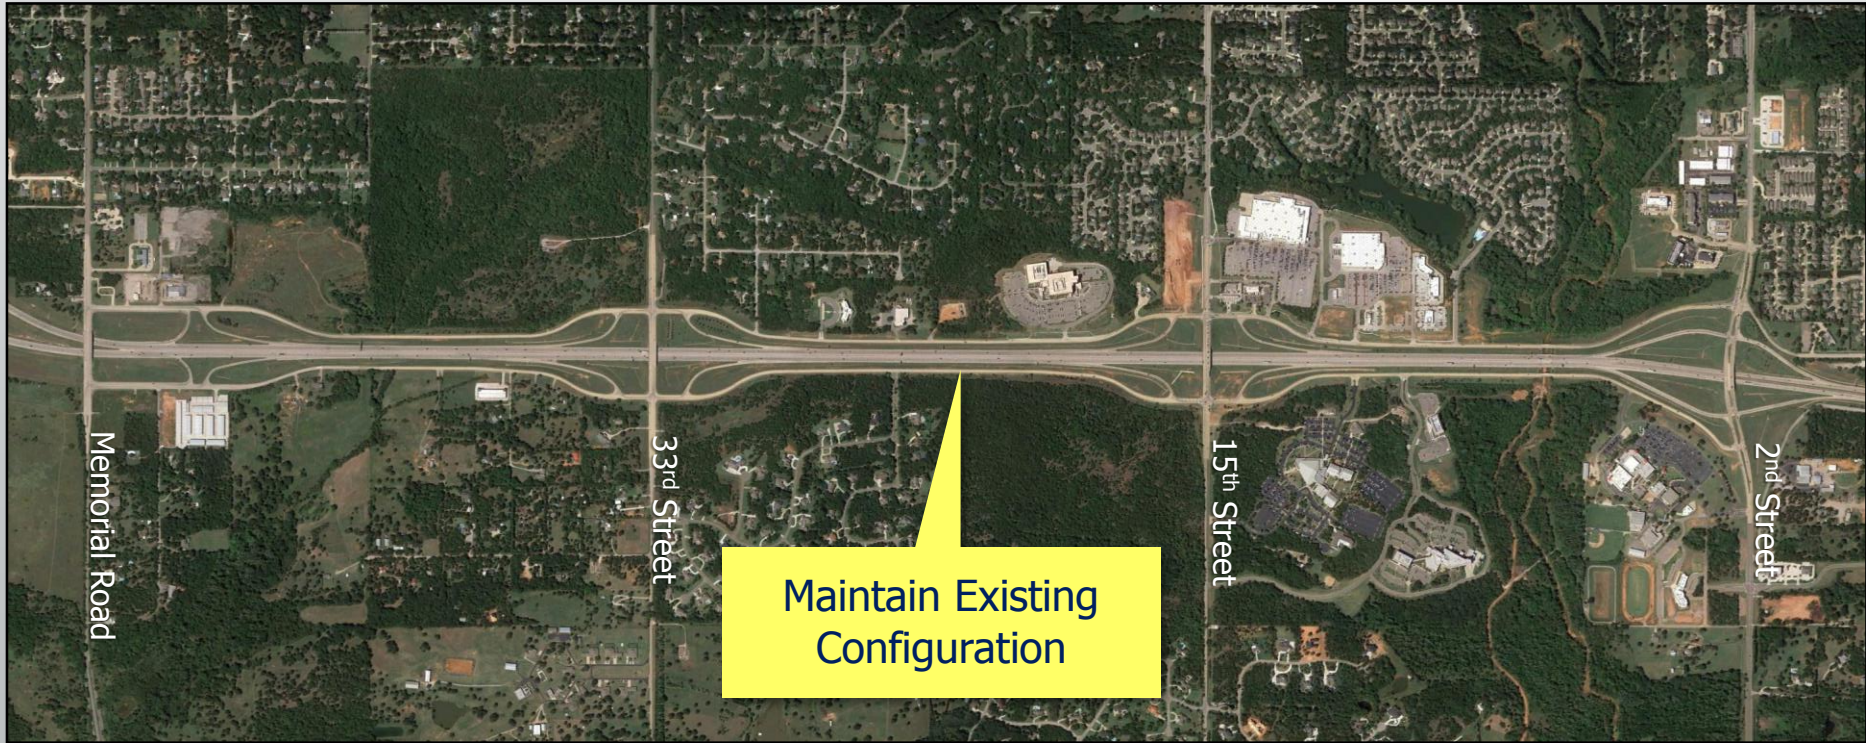 Memorial Road
33rd Street
15th Street
2nd Street
Maintain Existing
Configuration